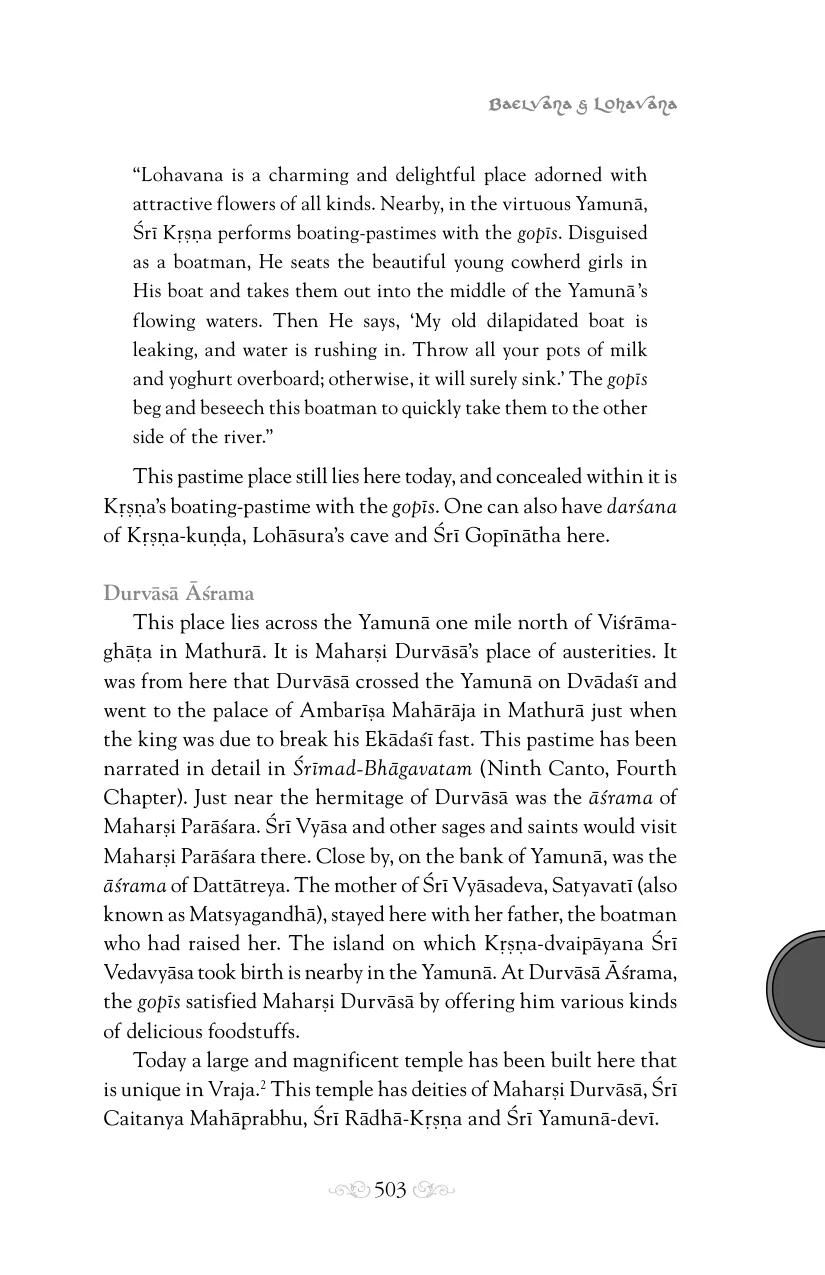 Baelvana & Lohavana
“Lohavana is a charming and delightful place adorned with
attractive flowers of all kinds. Nearby, in the virtuous Yamunā,
Śrī Kṛṣṇa performs boating-pastimes with the gopīs. Disguised
as a boatman, He seats the beautiful young cowherd girls in
His boat and takes them out into the middle of the Yamunā’s
flowing waters. Then He says, ‘My old dilapidated boat is
leaking, and water is rushing in. Throw all your pots of milk
and yoghurt overboard; otherwise, it will surely sink.’ The gopīs
beg and beseech this boatman to quickly take them to the other
side of the river.”
This pastime place still lies here today, and concealed within it is
Kṛṣṇa’s boating-pastime with the gopīs. One can also have darśana
of Kṛṣṇa-kuṇḍa, Lohāsura’s cave and Śrī Gopīnātha here.
Durvāsā Āśrama
This place lies across the Yamunā one mile north of Viśrāma-
ghāṭa in Mathurā. It is Maharṣi Durvāsā’s place of austerities. It
was from here that Durvāsā crossed the Yamunā on Dvādaśī and
went to the palace of Ambarīṣa Mahārāja in Mathurā just when
the king was due to break his Ekādaśī fast. This pastime has been
narrated in detail in Śrīmad-Bhāgavatam (Ninth Canto, Fourth
Chapter). Just near the hermitage of Durvāsā was the āśrama of
Maharṣi Parāśara. Śrī Vyāsa and other sages and saints would visit
Maharṣi Parāśara there. Close by, on the bank of Yamunā, was the
āśrama of Dattātreya. The mother of Śrī Vyāsadeva, Satyavatī (also
known as Matsyagandhā), stayed here with her father, the boatman
who had raised her. The island on which Kṛṣṇa-dvaipāyana Śrī
Vedavyāsa took birth is nearby in the Yamunā. At Durvāsā Āśrama,
the gopīs satisfied Maharṣi Durvāsā by offering him various kinds
of delicious foodstuffs.
Today a large and magnificent temple has been built here that
is unique in Vraja.² This temple has deities of Maharṣi Durvāsā, Śrī
Caitanya Mahāprabhu, Śrī Rādhā-Kṛṣṇa and Śrī Yamunā-devī.
503